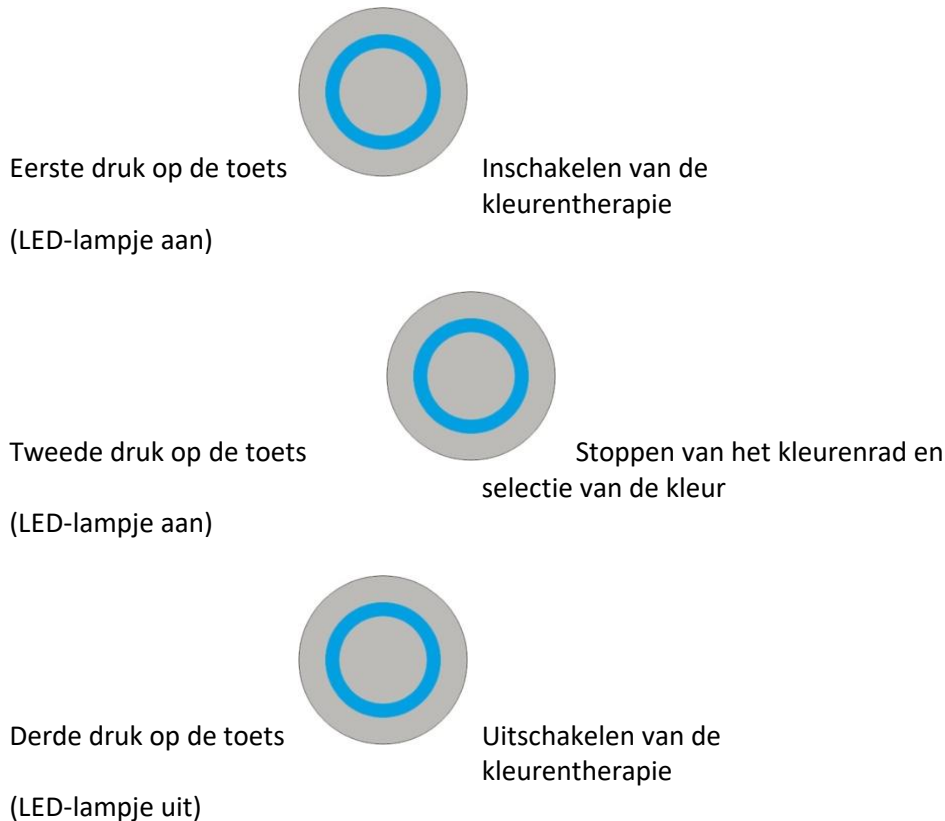 Eerste druk op de toets Inschakelen van de
kleurentherapie
(LED-lampje aan)
Tweede druk op de toets Stoppen van het kleurenrad en
selectie van de kleur
(LED-lampje aan)
Derde druk op de toets Uitschakelen van de
kleurentherapie
(LED-lampje uit)